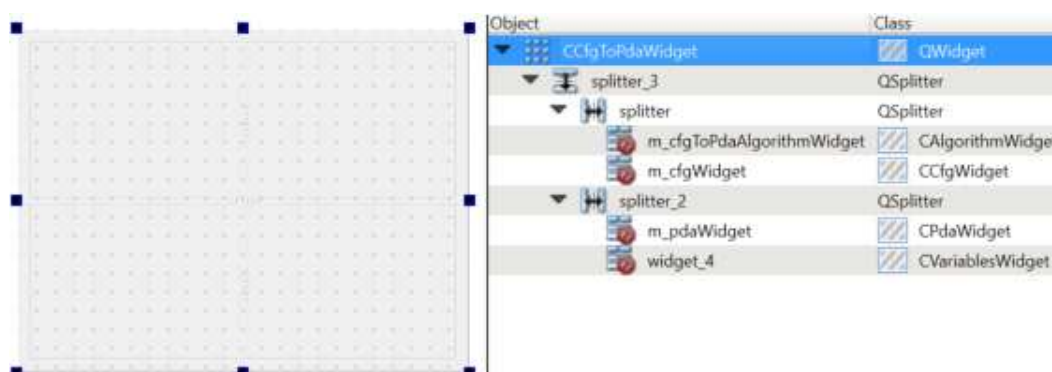 Object Class
CCfgToPdaWidget QWidget
splitter_3 QSplitter
splitter QSplitter
m_cfgToPdaAlgorithmWidget CAlgorithmWidge
m_cfgWidget CCfgWidget
splitter_2 QSplitter
m_pdaWidget CPdaWidget
widget_4 CVariablesWidget